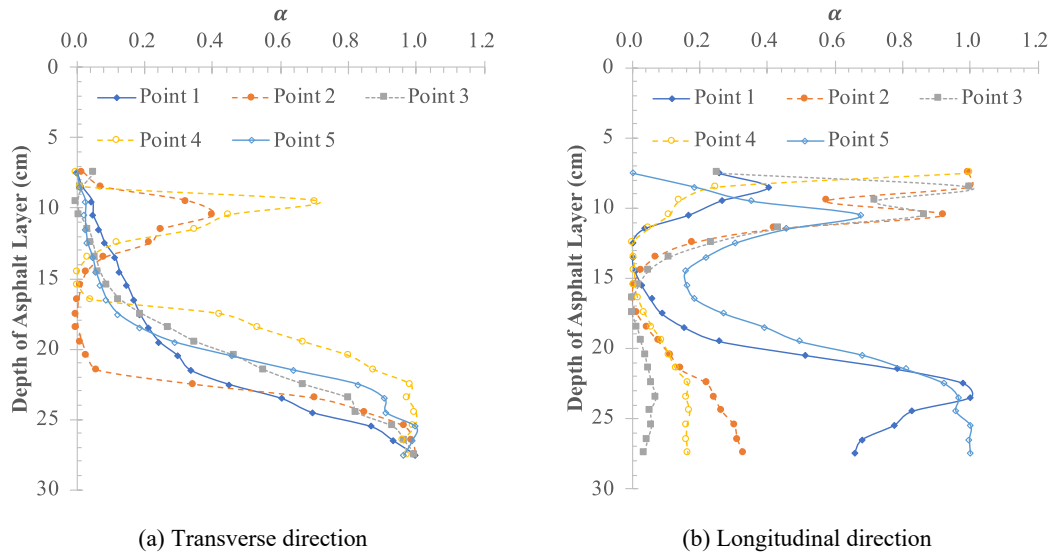 α
0.0 0.2 0.4 0.6 0.8 1.0 1.2
0
5
10
15
20
25
30
Depth of Asphalt Layer (cm)
Point 1 Point 2 Point 3
Point 4 Point 5
(a) Transverse direction
α
0.0 0.2 0.4 0.6 0.8 1.0 1.2
0
5
10
15
20
25
30
Depth of Asphalt Layer (cm)
Point 1 Point 2 Point 3
Point 4 Point 5
(b) Longitudinal direction